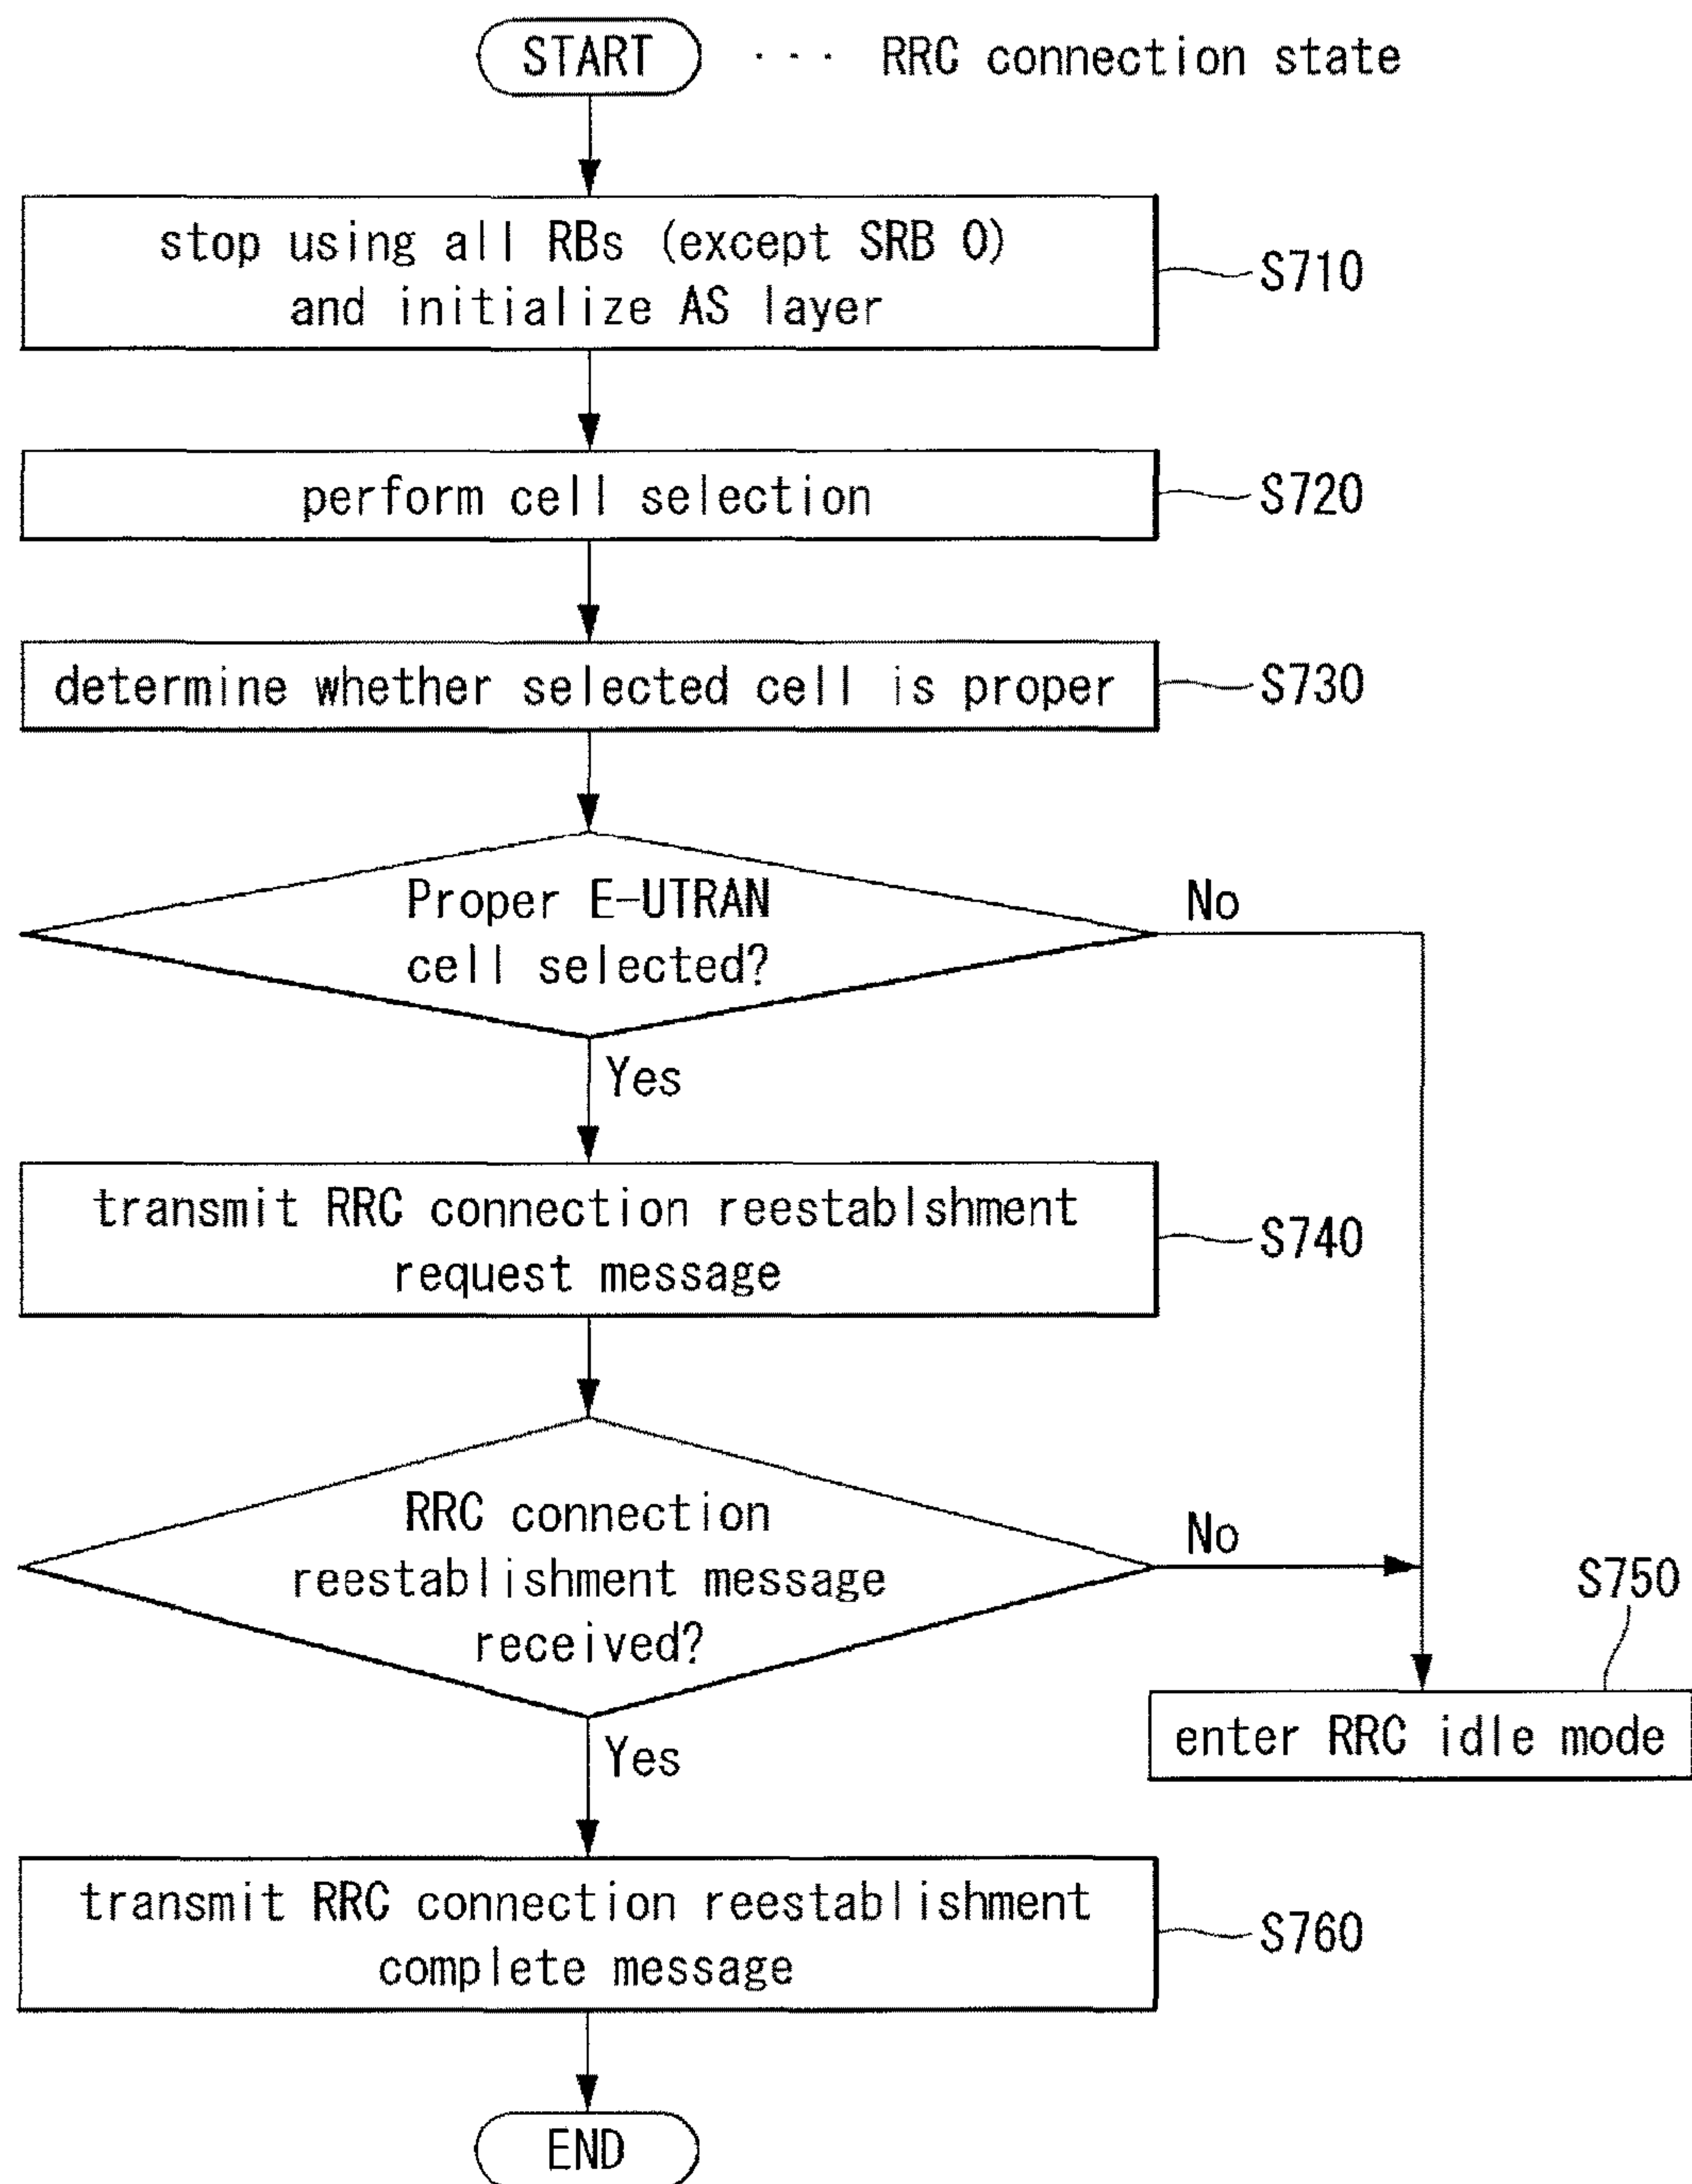 START ··· RRC connection state
stop using all RBs (except SRB 0)
and initialize AS layer
S710
perform cell selection
S720
determine whether selected cell is proper
S730
Proper E-UTRAN
cell selected?
No
Yes
transmit RRC connection reestablshment
request message
S740
RRC connection
reestablishment message
received?
No
Yes
S750
enter RRC idle mode
transmit RRC connection reestablishment
complete message
S760
END